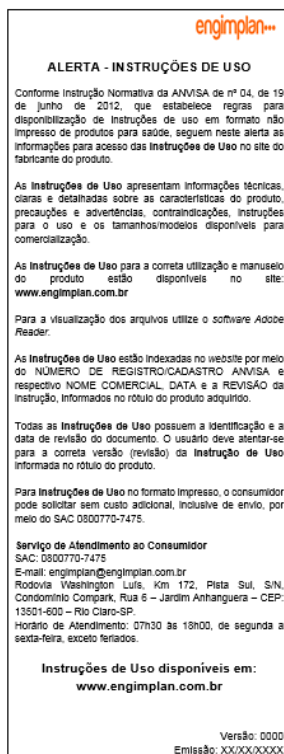 engimplan
ALERTA - INSTRUÇÕES DE USO
Conforme Instrução Normativa da ANVISA de nº 04, de 19
de junho de 2012, que estabelece regras para
disponibilização de instruções de uso em formato não
impresso de produtos para saúde, seguem neste alerta as
informações para acesso das Instruções de Uso no site do
fabricante do produto.
As Instruções de Uso apresentam informações técnicas,
claras e detalhadas sobre as características do produto,
precauções e advertências, contraindicações, instruções
para o uso e os tamanhos/modelos disponíveis para
comercialização.
As Instruções de Uso para a correta utilização e manuseio
do produto estão disponíveis no site:
www.engimplan.com.br
Para a visualização dos arquivos utilize o software Adobe
Reader.
As Instruções de Uso estão indexadas no website por meio
do NÚMERO DE REGISTRO/CADASTRO ANVISA e
respectivo NOME COMERCIAL, DATA e a REVISÃO da
instrução, informados no rótulo do produto adquirido.
Todas as Instruções de Uso possuem a identificação e a
data de revisão do documento. O usuário deve atentar-se
para a correta versão (revisão) da Instrução de Uso
informada no rótulo do produto.
Para Instruções de Uso no formato impresso, o consumidor
pode solicitar sem custo adicional, inclusive de envio, por
meio do SAC 0800770-7475.
Serviço de Atendimento ao Consumidor
SAC: 0800770-7475
E-mail: engimplan@engimplan.com.br
Rodovia Washington Luís, Km 172, Pista Sul, S/N,
Condomínio Compark, Rua 6 – Jardim Anhanguera – CEP:
13501-600 – Rio Claro-SP.
Horário de Atendimento: 07h30 às 18h00, de segunda a
sexta-feira, exceto feriados.
Instruções de Uso disponíveis em:
www.engimplan.com.br
Versão: 0000
Emissão: XX/XX/XXXX